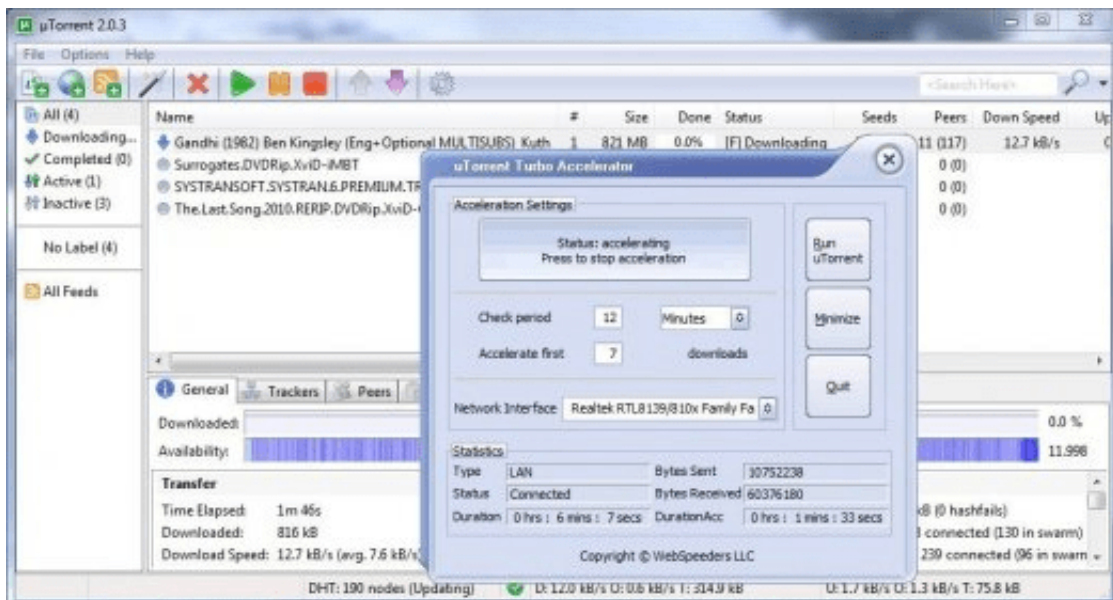 µTorrent 2.0.3
File Options Help
<Search Here>
All (4)
Downloading...
Completed (0)
Active (1)
Inactive (3)
No Label (4)
All Feeds
Name # Size Done Status Seeds Peers Down Speed Up
Gandhi (1982) Ben Kingsley (Eng+Optional MULTISUBS) Kuth 1 821 MB 0.0% [F] Downloading 11 (117) 12.7 kB/s
Surrogates.DVDRip.XviD-iMBT 0 (0)
SYSTRANSOFT.SYSTRAN.6.PREMIUM.TR 0 (0)
The.Last.Song.2010.RERIP.DVDRip.XviD- 0 (0)
uTorrent Turbo Accelerator
Acceleration Settings
Status: accelerating
Press to stop acceleration
Run
uTorrent
Check period 12 Minutes
Minimize
Accelerate first 7 downloads
Quit
Network Interface Realtek RTL8139/810x Family Fa
Statistics
Type LAN Bytes Sent 10752238
Status Connected Bytes Received 60376180
Duration 0 hrs : 6 mins : 7 secs DurationAcc 0 hrs : 1 mins : 33 secs
Copyright © WebSpeeders LLC
General Trackers Peers
Downloaded: 0.0 %
Availability: 11.998
Transfer
Time Elapsed: 1m 46s (0 hashfails)
Downloaded: 816 kB connected (130 in swarm)
Download Speed: 12.7 kB/s (avg. 7.6 kB/s) 239 connected (96 in swarm
DHT: 190 nodes (Updating) D: 12.0 kB/s O: 0.6 kB/s T: 314.9 kB U: 1.7 kB/s O: 1.3 kB/s T: 75.8 kB